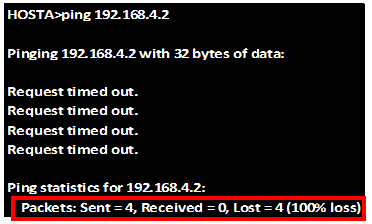 HOSTA>ping 192.168.4.2
Pinging 192.168.4.2 with 32 bytes of data:
Request timed out.
Request timed out.
Request timed out.
Request timed out.
Ping statistics for 192.168.4.2:
Packets: Sent = 4, Received = 0, Lost = 4 (100% loss)